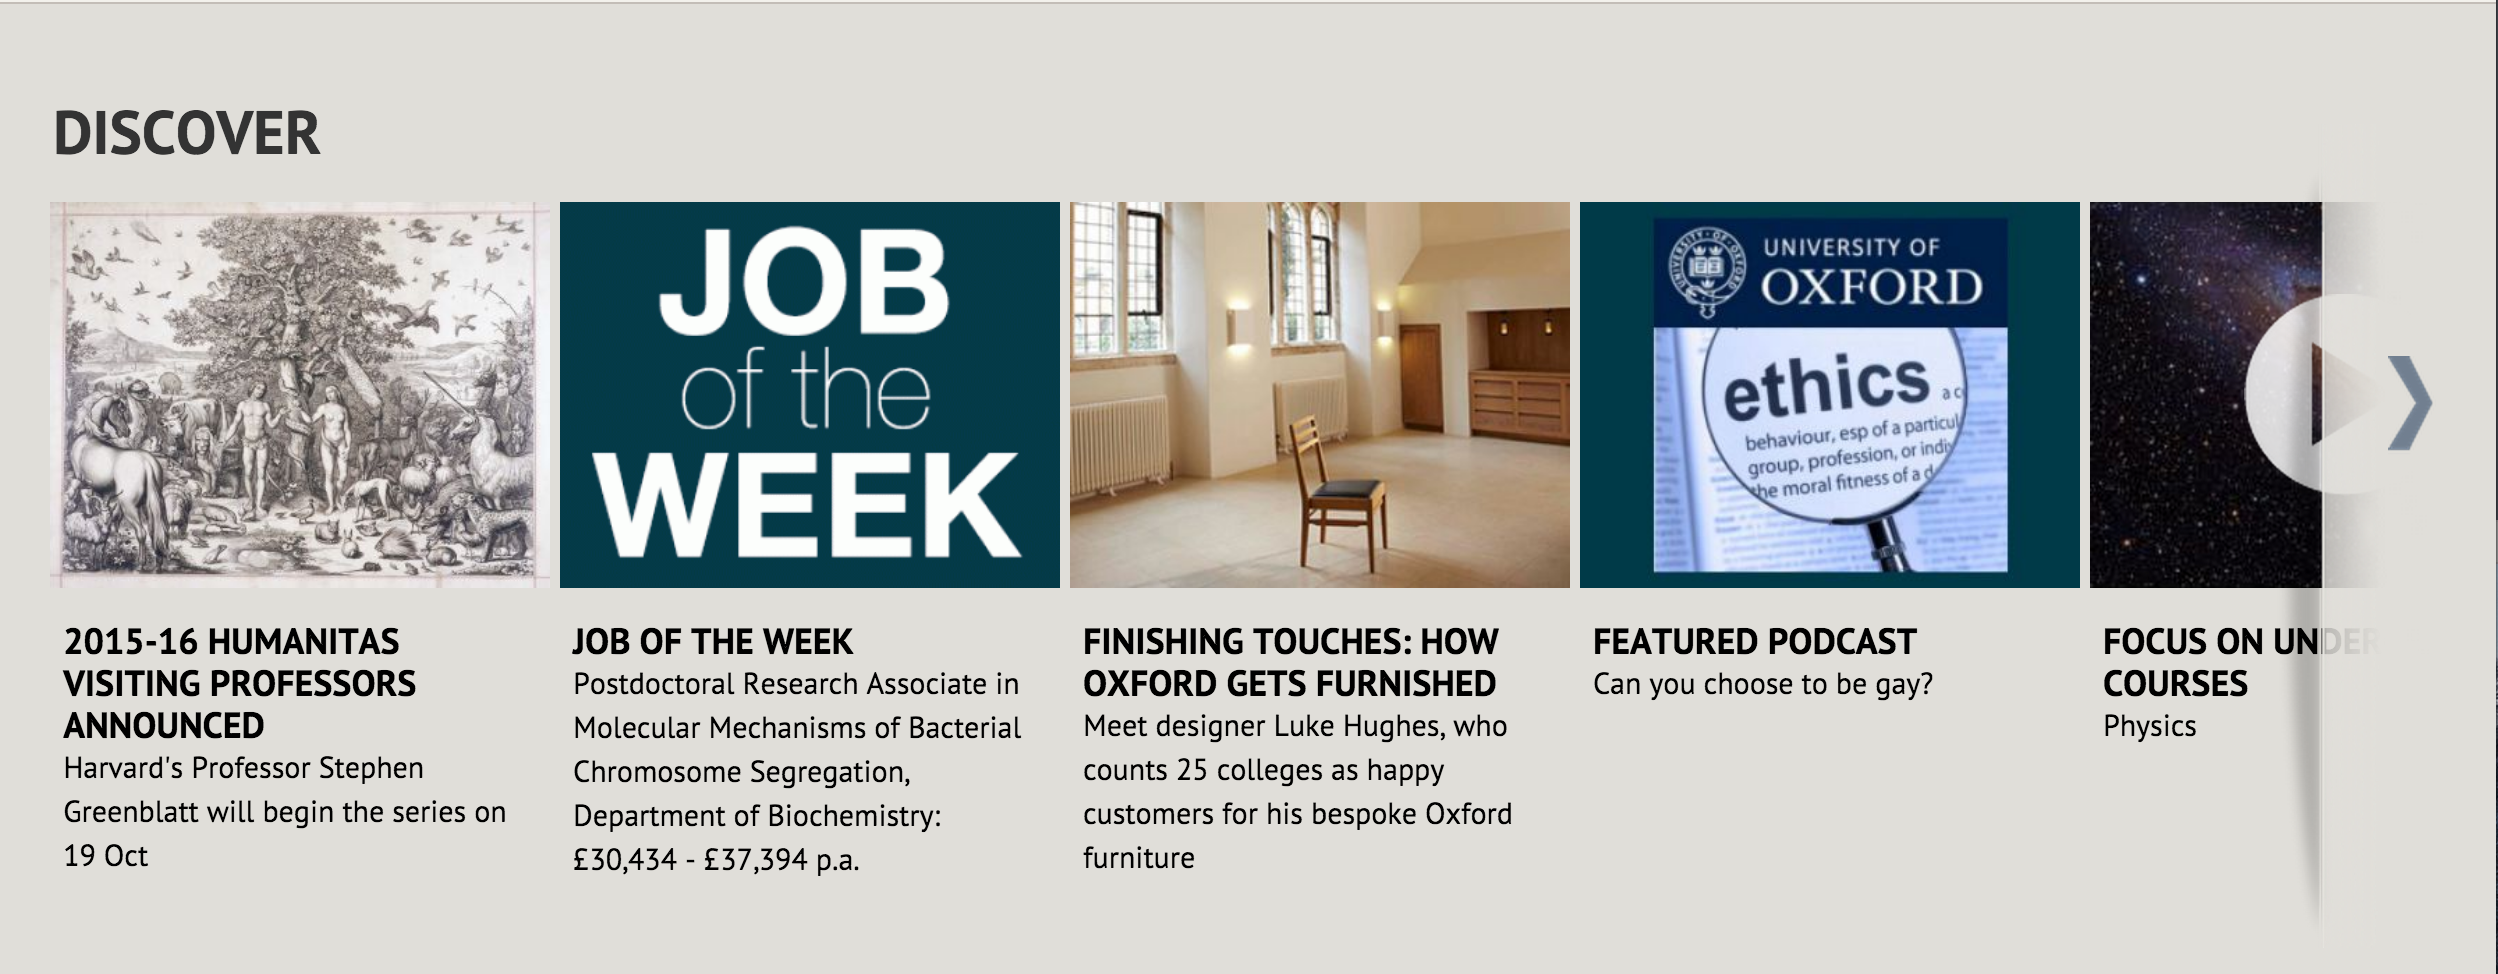 DISCOVER
JOB
of the
WEEK
UNIVERSITY OF
OXFORD
ethics
behaviour, esp of a
group, profession, or
the moral fitness of a
2015-16 HUMANITAS
VISITING PROFESSORS
ANNOUNCED
Harvard's Professor Stephen
Greenblatt will begin the series on
19 Oct
JOB OF THE WEEK
Postdoctoral Research Associate in
Molecular Mechanisms of Bacterial
Chromosome Segregation,
Department of Biochemistry:
£30,434 - £37,394 p.a.
FINISHING TOUCHES: HOW
OXFORD GETS FURNISHED
Meet designer Luke Hughes, who
counts 25 colleges as happy
customers for his bespoke Oxford
furniture
FEATURED PODCAST
Can you choose to be gay?
FOCUS ON UNDER
COURSES
Physics